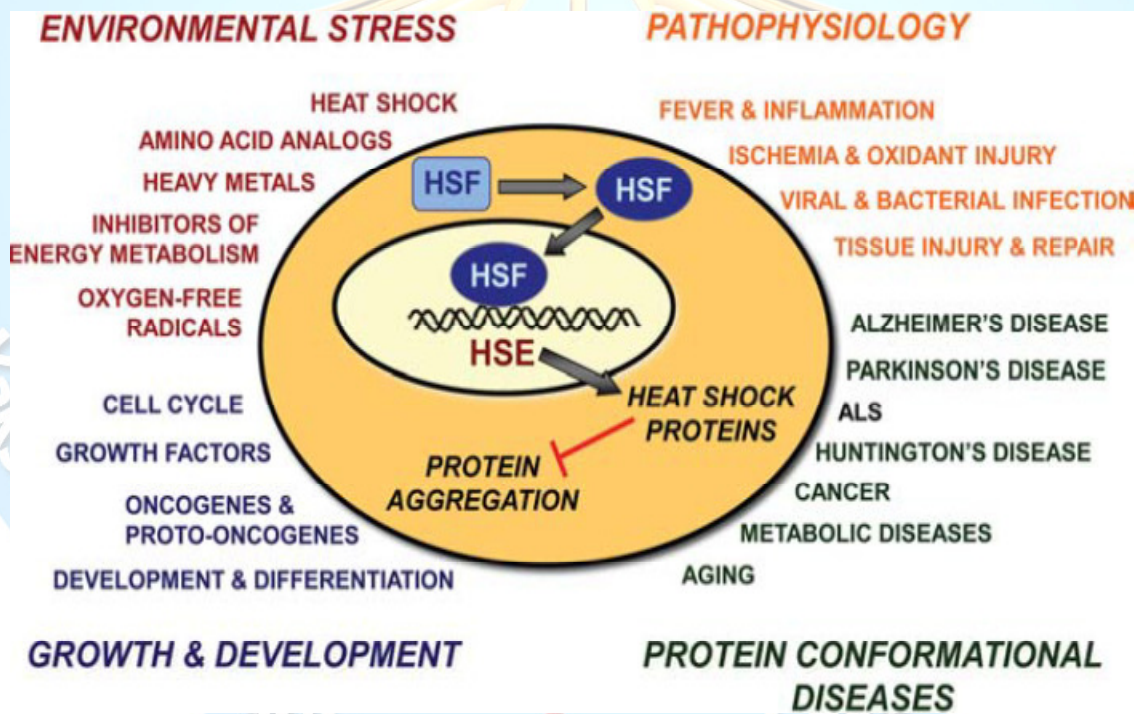 ENVIRONMENTAL STRESS
HEAT SHOCK
AMINO ACID ANALOGS
HEAVY METALS
INHIBITORS OF
ENERGY METABOLISM
OXYGEN-FREE
RADICALS
PATHOPHYSIOLOGY
FEVER & INFLAMMATION
ISCHEMIA & OXIDANT INJURY
VIRAL & BACTERIAL INFECTION
TISSUE INJURY & REPAIR
HSF
HSF
HSF
HSE
HEAT SHOCK
PROTEINS
PROTEIN
AGGREGATION
CELL CYCLE
GROWTH FACTORS
ONCOGENES &
PROTO-ONCOGENES
DEVELOPMENT & DIFFERENTIATION
GROWTH & DEVELOPMENT
ALZHEIMER'S DISEASE
PARKINSON'S DISEASE
ALS
HUNTINGTON'S DISEASE
CANCER
METABOLIC DISEASES
AGING
PROTEIN CONFORMATIONAL
DISEASES